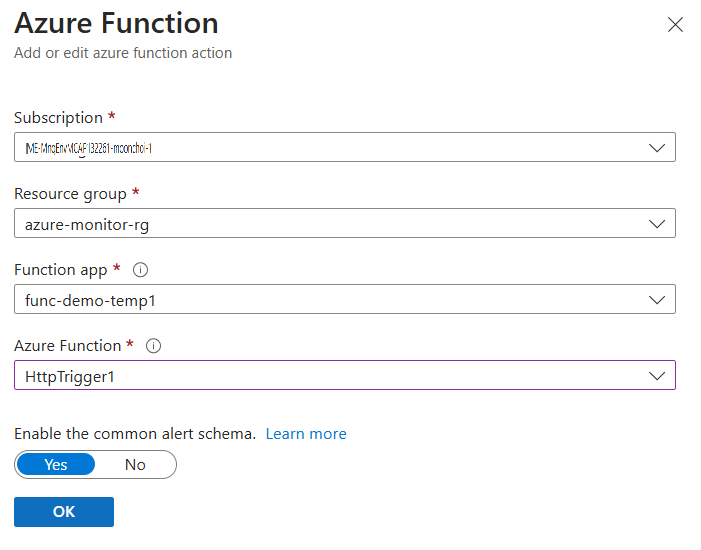 Azure Function
Add or edit azure function action
Subscription *
ME-MngEnvMCAP132261-moonchoi-1
Resource group *
azure-monitor-rg
Function app *
func-demo-temp1
Azure Function *
HttpTrigger1
Enable the common alert schema. Learn more
Yes No
OK